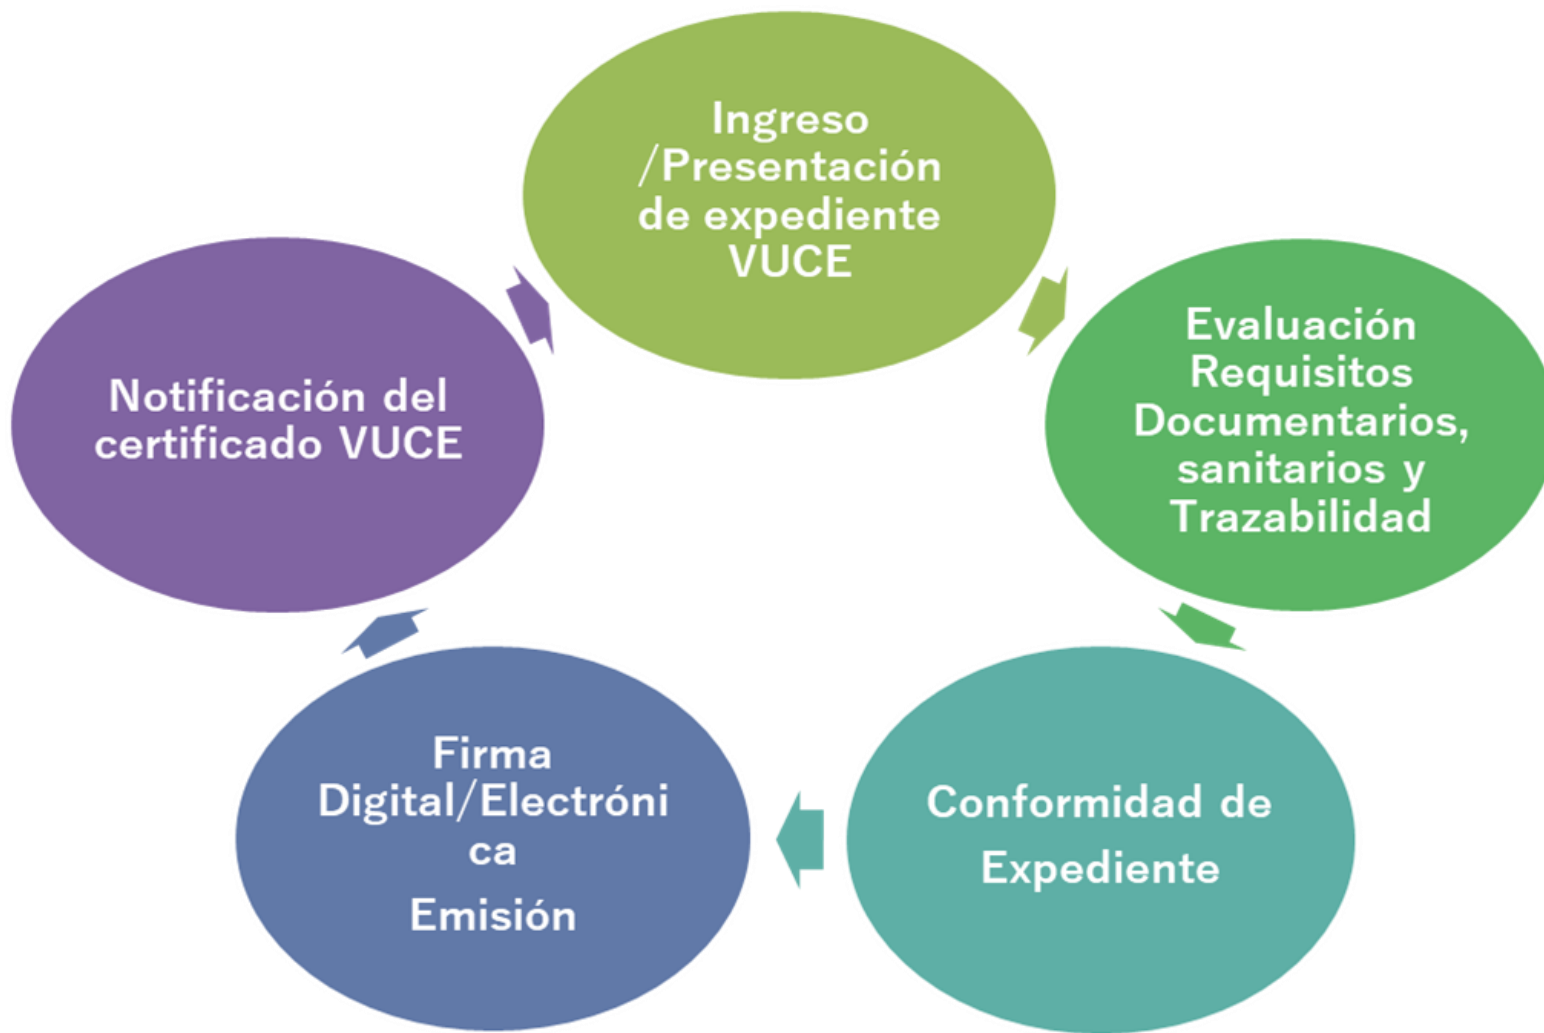 Ingreso
/Presentación
de expediente
VUCE
Evaluación
Requisitos
Documentarios,
sanitarios y
Trazabilidad
Conformidad de
Expediente
Firma
Digital/Electróni
ca
Emisión
Notificación del
certificado VUCE